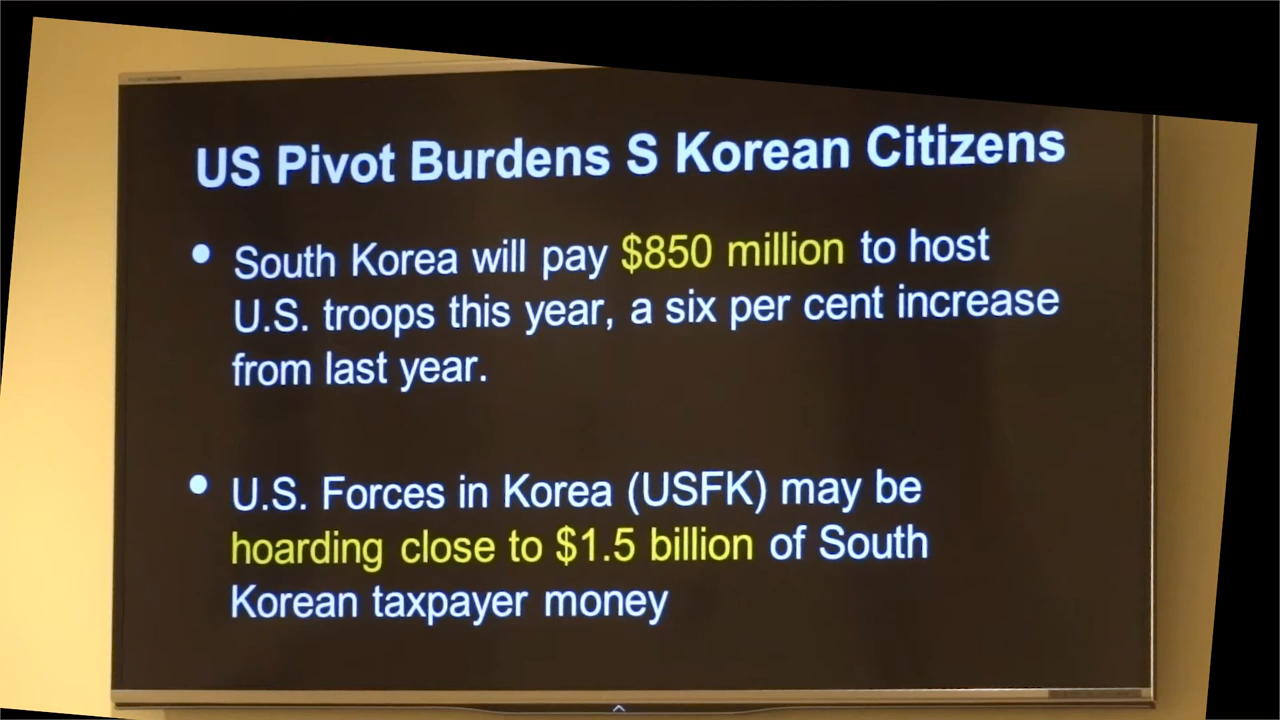 US Pivot Burdens S Korean Citizens
• South Korea will pay $850 million to host
U.S. troops this year, a six per cent increase
from last year.
• U.S. Forces in Korea (USFK) may be
hoarding close to $1.5 billion of South
Korean taxpayer money